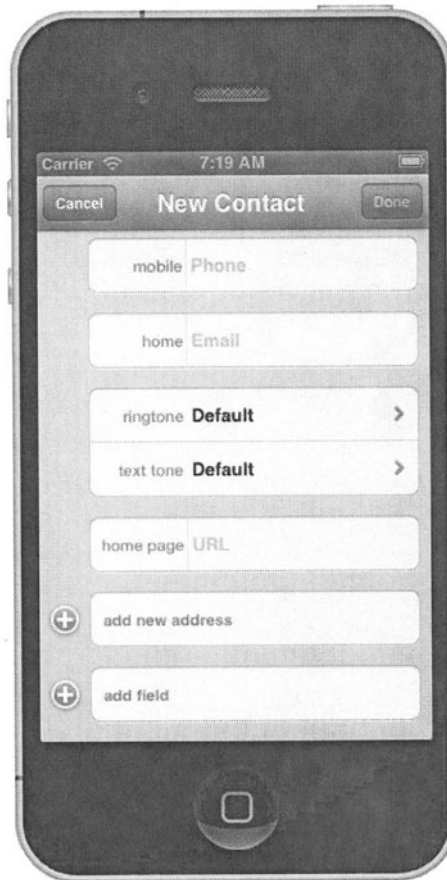 Carrier 7:19 AM
Cancel New Contact Done
mobile Phone
home Email
ringtone Default
text tone Default
home page URL
add new address
add field